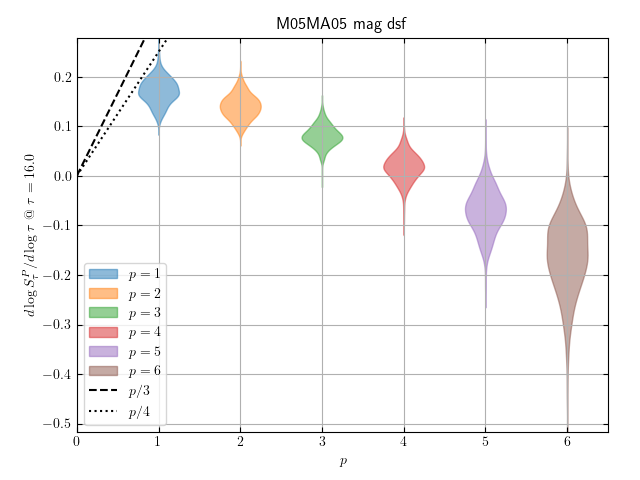 M05MA05 mag dsf
d log S_τ^P / d log τ @ τ = 16.0
0.2
0.1
0.0
−0.1
−0.2
−0.3
−0.4
−0.5
p = 1
p = 2
p = 3
p = 4
p = 5
p = 6
p/3
p/4
0 1 2 3 4 5 6
p